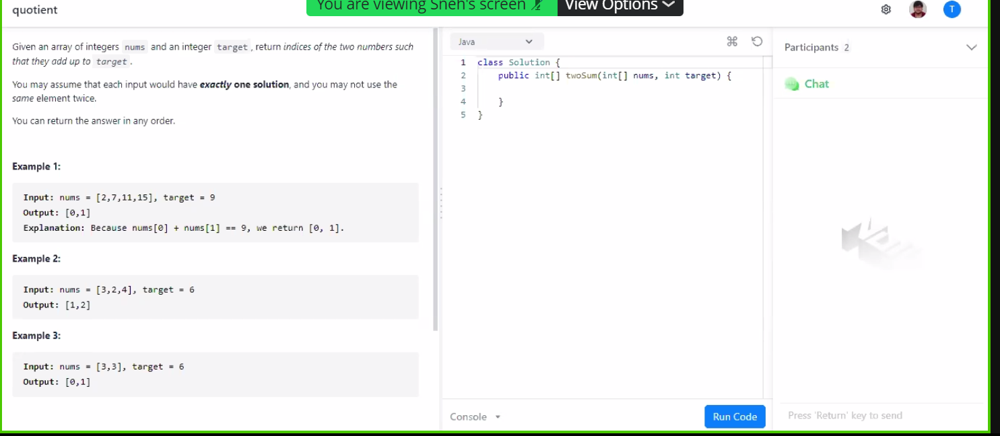 You are viewing Sneh's screen
View Options
quotient
T
Given an array of integers nums and an integer target, return indices of the two numbers such
that they add up to target.
You may assume that each input would have exactly one solution, and you may not use the
same element twice.
You can return the answer in any order.
Example 1:
Input: nums = [2,7,11,15], target = 9
Output: [0,1]
Explanation: Because nums[0] + nums[1] == 9, we return [0, 1].
Example 2:
Input: nums = [3,2,4], target = 6
Output: [1,2]
Example 3:
Input: nums = [3,3], target = 6
Output: [0,1]
Java
1 class Solution {
2 public int[] twoSum(int[] nums, int target) {
3
4 }
5 }
Console
Run Code
Participants 2
Chat
Press 'Return' key to send